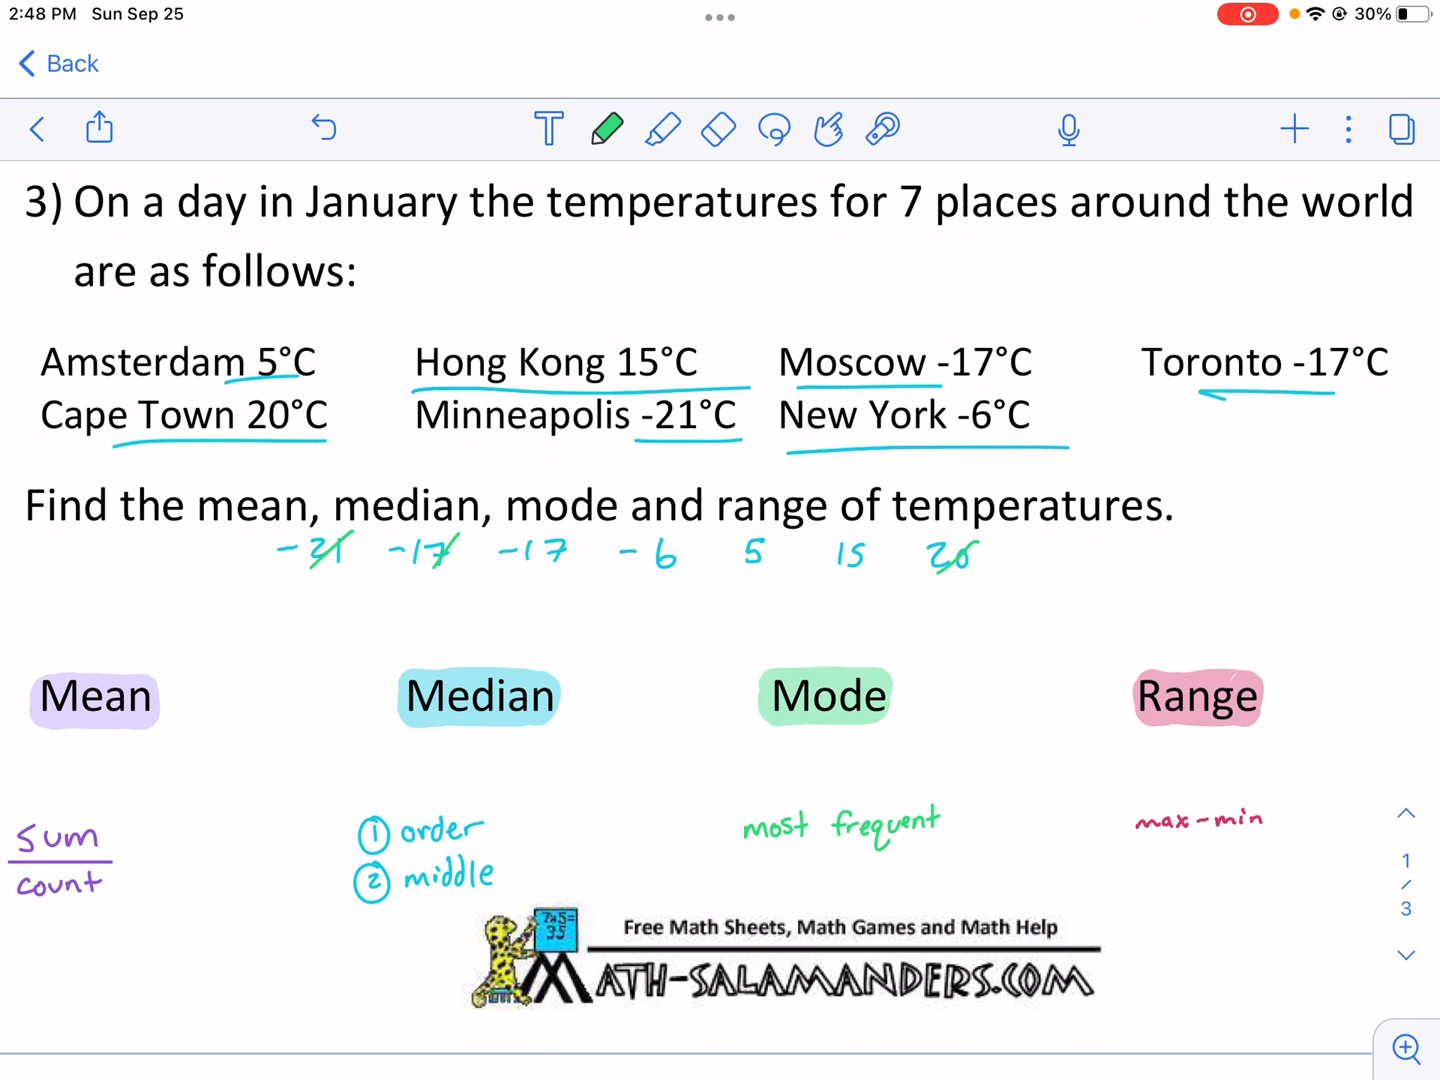 2:48 PM Sun Sep 25
30%
Back
3) On a day in January the temperatures for 7 places around the world
are as follows:
Amsterdam 5°C Hong Kong 15°C Moscow -17°C Toronto -17°C
Cape Town 20°C Minneapolis -21°C New York -6°C
Find the mean, median, mode and range of temperatures.
-21 -17 -17 -6 5 15 20
Mean Median Mode Range
sum
count
1 order
2 middle
most frequent
max-min
1
/
3
7x5=
35
Free Math Sheets, Math Games and Math Help
MATH-SALAMANDERS.COM